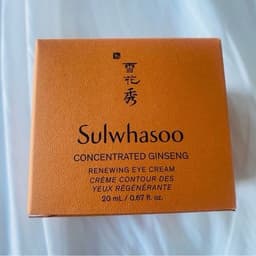 雪
花
秀
Sulwhasoo
CONCENTRATED GINSENG
RENEWING EYE CREAM
CRÈME CONTOUR DES
YEUX RÉGÉNÉRANTE
20 mL / 0.67 fl. oz.